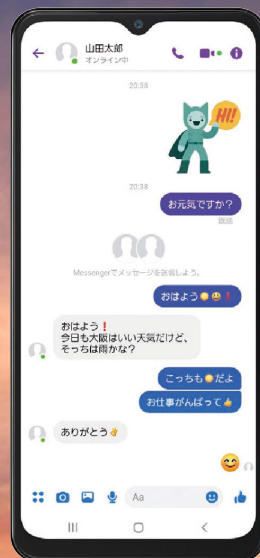 山田太郎
オンライン中
20:38
HI!
20:38
お元気ですか？
既読
Messengerでメッセージを送信しよう。
おはよう🌞😃❗
おはよう❗
今日も大阪はいい天気だけど、
そっちは雨かな？
こっちも🌞だよ
お仕事がんばって👍
ありがとう✌
Aa